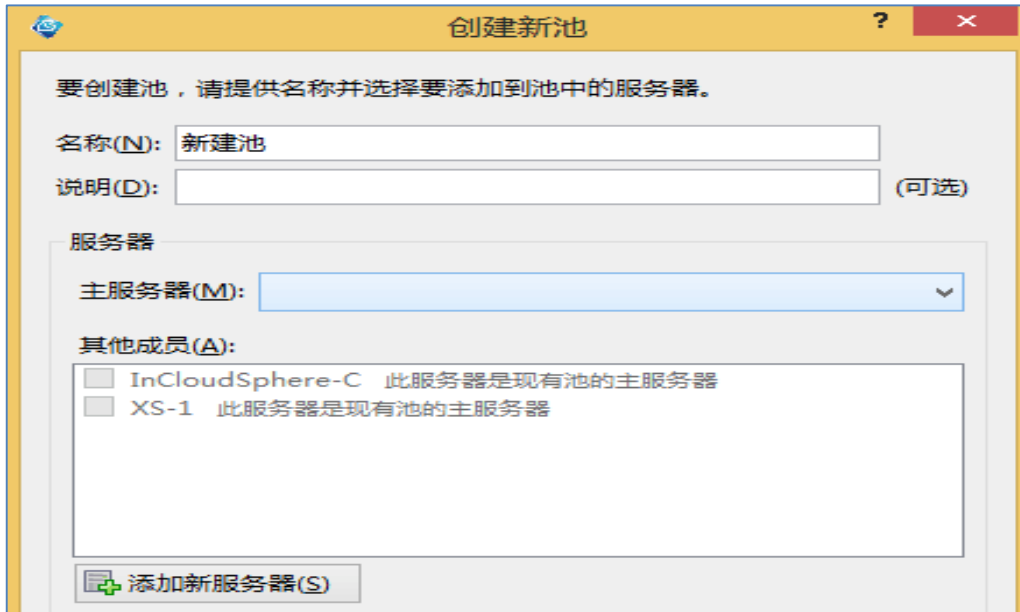 创建新池
?
要创建池，请提供名称并选择要添加到池中的服务器。
名称(N): 新建池
说明(D): (可选)
服务器
主服务器(M):
其他成员(A):
InCloudSphere-C 此服务器是现有池的主服务器
XS-1 此服务器是现有池的主服务器
添加新服务器(S)